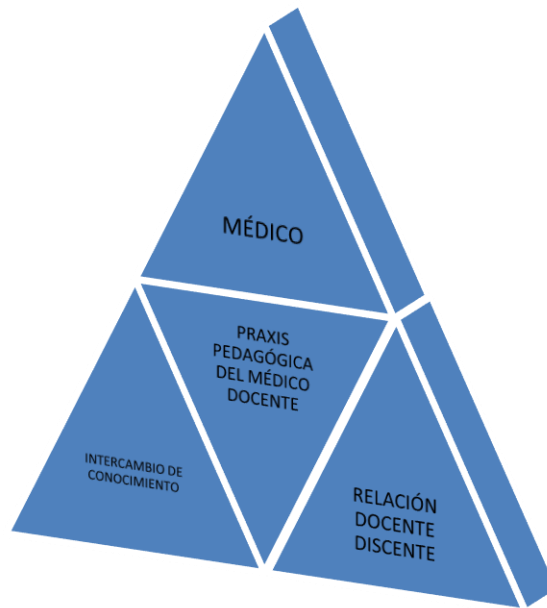 MÉDICO
PRAXIS
PEDAGÓGICA
DEL MÉDICO
DOCENTE
INTERCAMBIO DE
CONOCIMIENTO
RELACIÓN
DOCENTE
DISCENTE